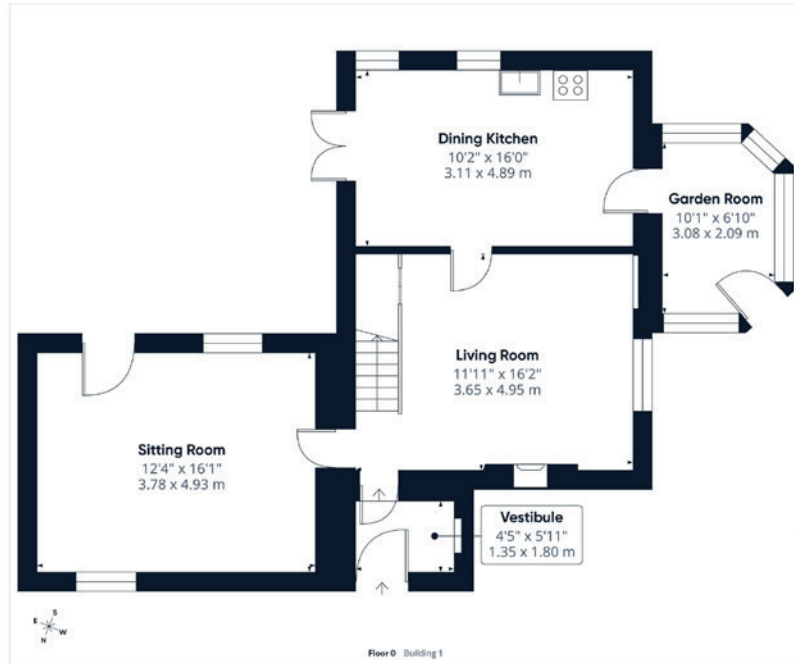 Dining Kitchen
10'2" x 16'0"
3.11 x 4.89 m
Garden Room
10'1" x 6'10"
3.08 x 2.09 m
Living Room
11'11" x 16'2"
3.65 x 4.95 m
Sitting Room
12'4" x 16'1"
3.78 x 4.93 m
Vestibule
4'5" x 5'11"
1.35 x 1.80 m
S
E
W
N
Floor 0 Building 1